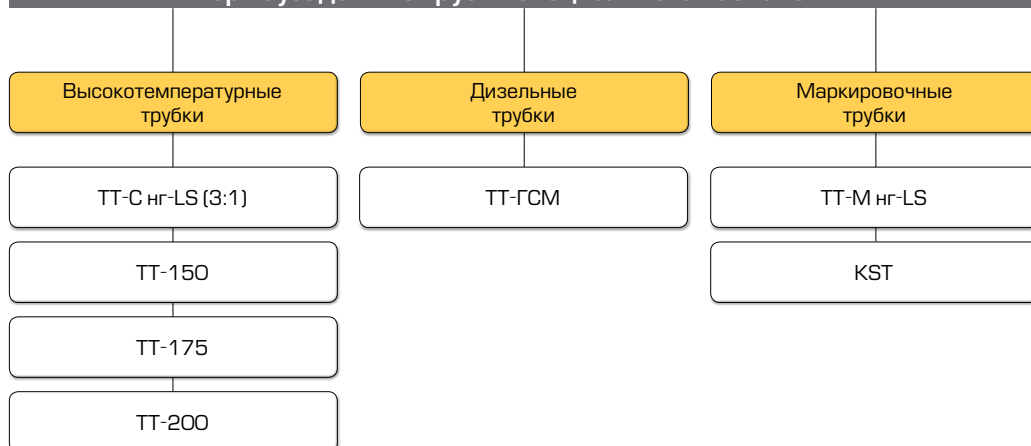 Высокотемпературные
трубки
Дизельные
трубки
Маркировочные
трубки
ТТ-С нг-LS (3:1)
ТТ-ГСМ
ТТ-М нг-LS
ТТ-150
KST
ТТ-175
ТТ-200